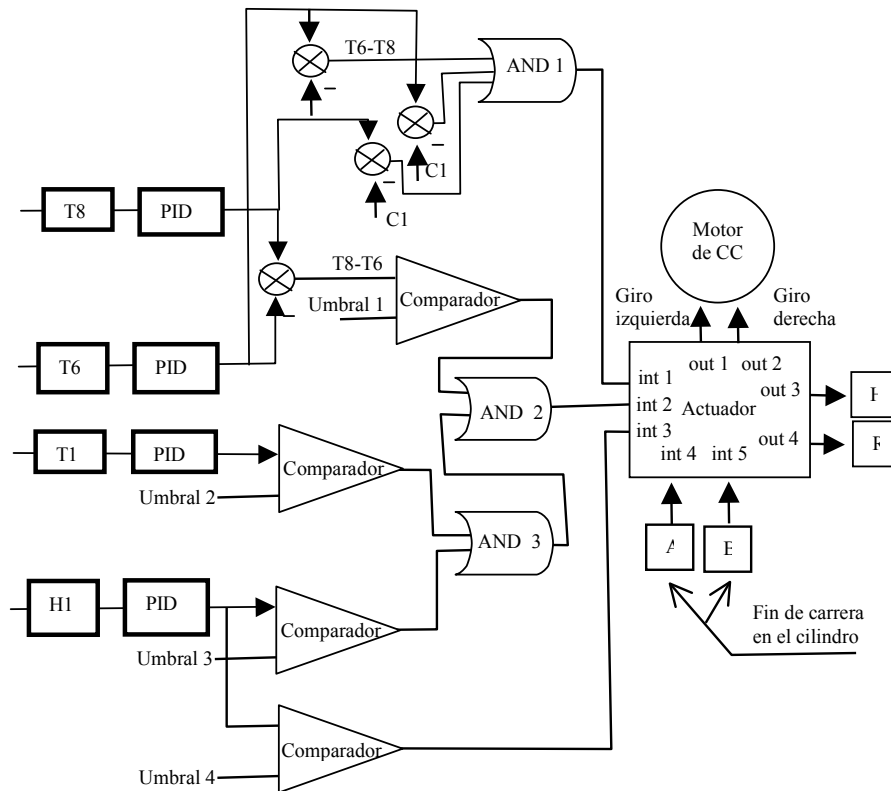 T6-T8
AND 1
C1
C1
T8
PID
Motor
de CC
T8-T6
Comparador
Umbral 1
Giro
izquierda
Giro
derecha
T6
PID
out 1 out 2
int 1
out 3
int 2
Actuador
int 3
out 4
int 4 int 5
AND 2
T1
PID
Comparador
Umbral 2
AND 3
H1
PID
Comparador
Umbral 3
Fin de carrera
en el cilindro
Comparador
Umbral 4